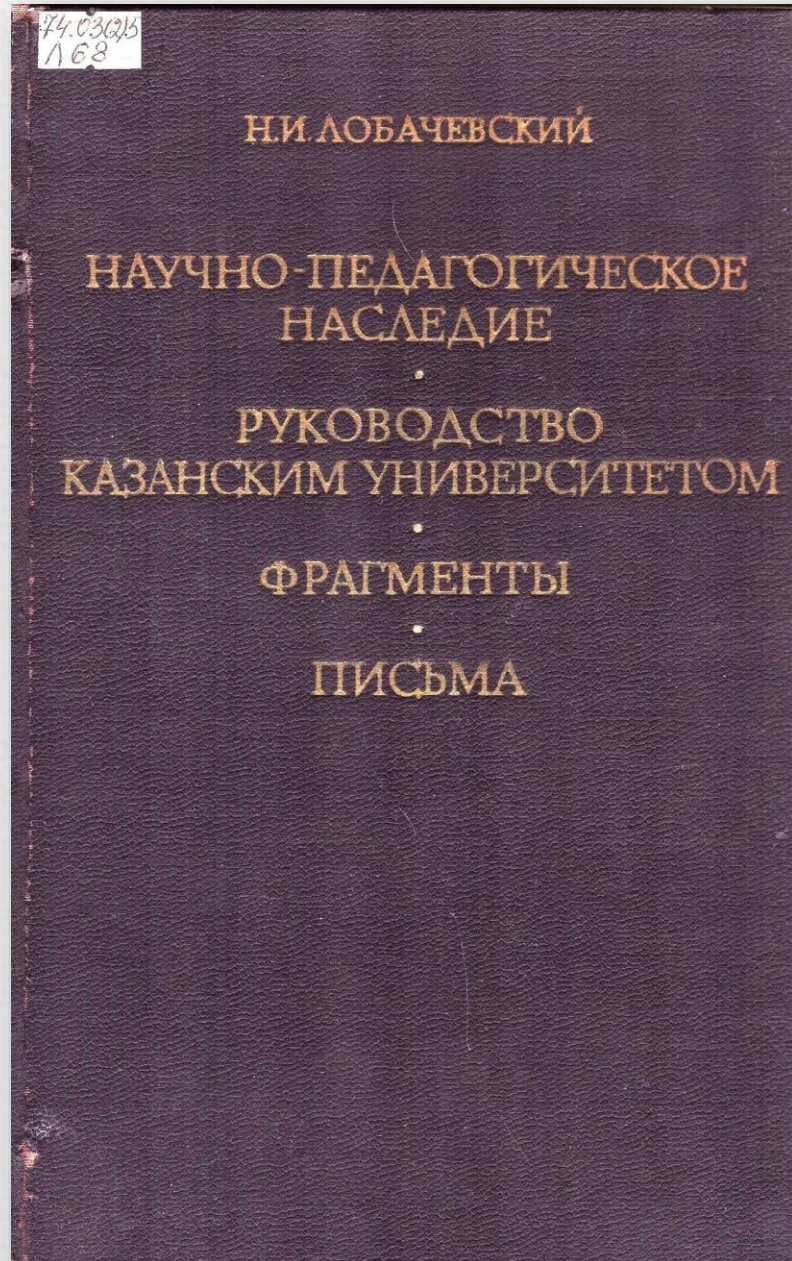 74.03(2)5
Л68
Н.И.ЛОБАЧЕВСКИЙ
НАУЧНО-ПЕДАГОГИЧЕСКОЕ
НАСЛЕДИЕ
•
РУКОВОДСТВО
КАЗАНСКИМ УНИВЕРСИТЕТОМ
•
ФРАГМЕНТЫ
•
ПИСЬМА